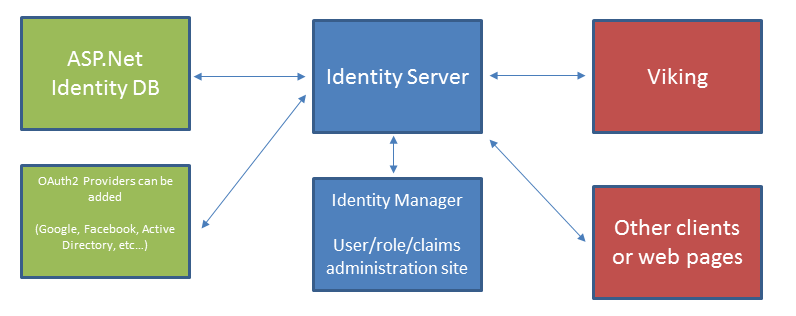 ASP.Net
Identity DB
Identity Server
Viking
OAuth2 Providers can be
added
(Google, Facebook, Active
Directory, etc...)
Identity Manager
User/role/claims
administration site
Other clients
or web pages